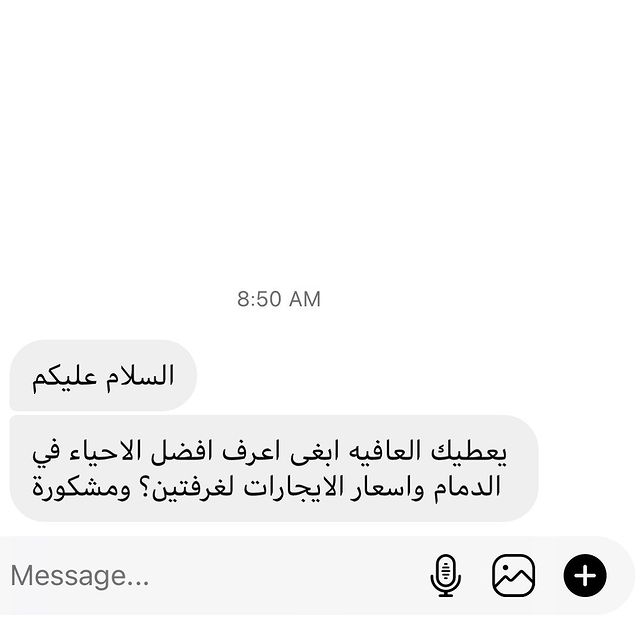 8:50 AM
السلام عليكم
يعطيك العافيه ابغى اعرف افضل الاحياء في
الدمام واسعار الايجارات لغرفتين؟ ومشكورة
Message...